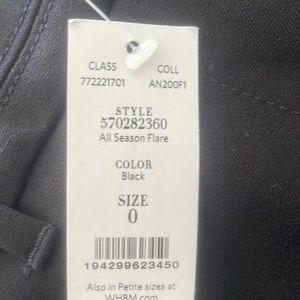 CLASS COLL
772221701 AN200F1
STYLE
570282360
All Season Flare
COLOR
Black
SIZE
0
194299623450
Also in Petite sizes at
WHBM.com